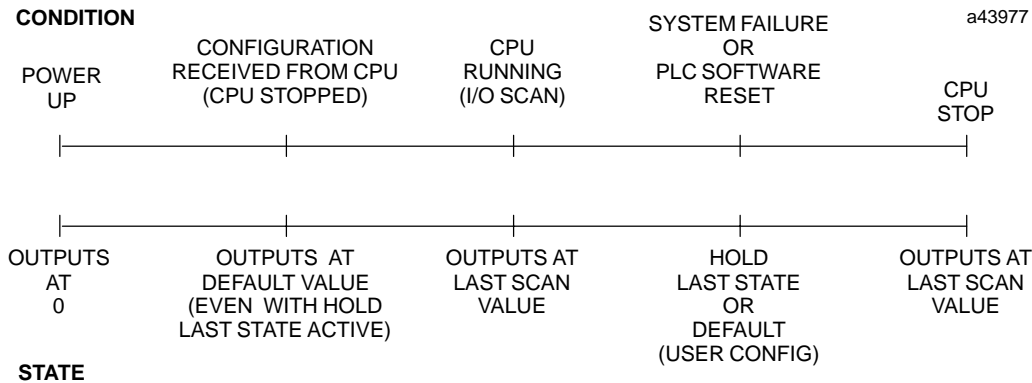 CONDITION
a43977
POWER
UP
CONFIGURATION
RECEIVED FROM CPU
(CPU STOPPED)
CPU
RUNNING
(I/O SCAN)
SYSTEM FAILURE
OR
PLC SOFTWARE
RESET
CPU
STOP
OUTPUTS
AT
0
OUTPUTS AT
DEFAULT VALUE
(EVEN WITH HOLD
LAST STATE ACTIVE)
OUTPUTS AT
LAST SCAN
VALUE
HOLD
LAST STATE
OR
DEFAULT
(USER CONFIG)
OUTPUTS AT
LAST SCAN
VALUE
STATE